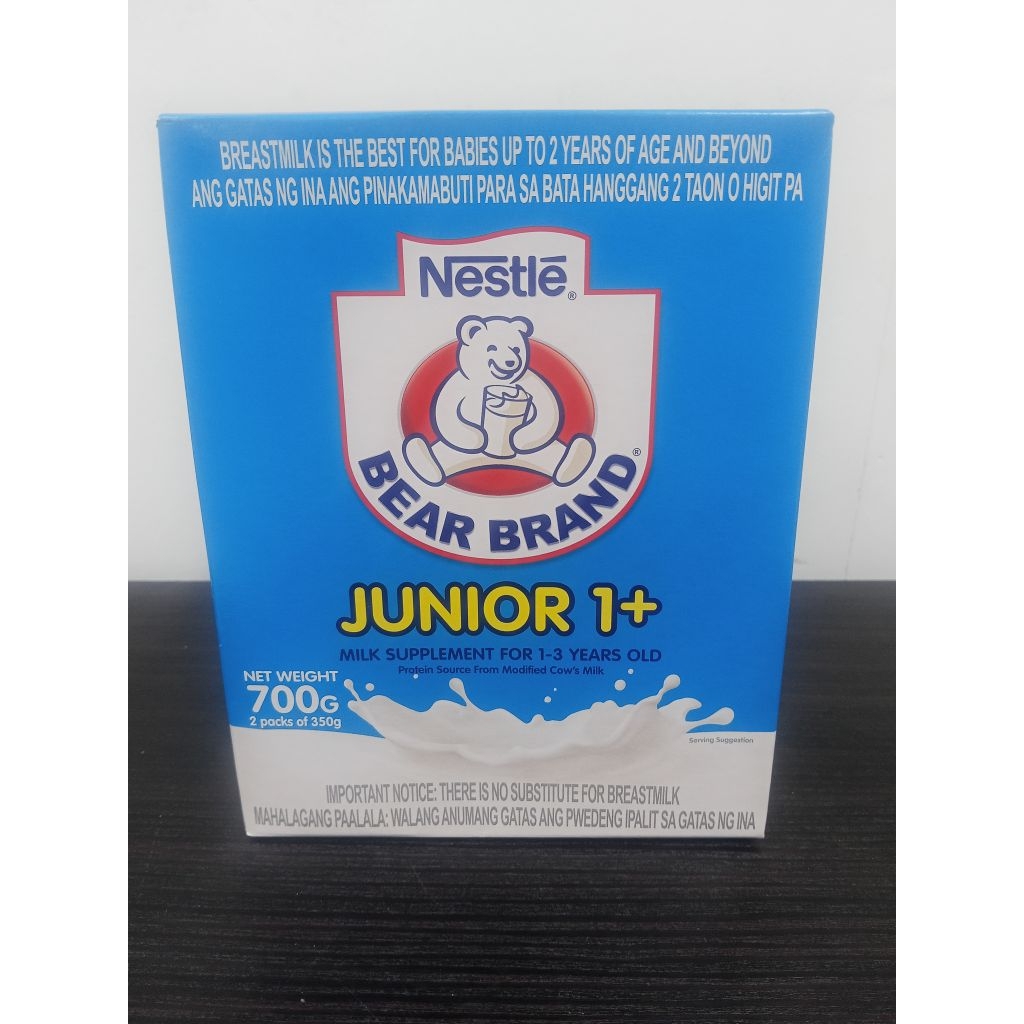 BREASTMILK IS THE BEST FOR BABIES UP TO 2 YEARS OF AGE AND BEYOND
ANG GATAS NG INA ANG PINAKAMABUTI PARA SA BATA HANGGANG 2 TAON O HIGIT PA
Nestlé®
BEAR BRAND®
JUNIOR 1+
MILK SUPPLEMENT FOR 1-3 YEARS OLD
Protein Source From Modified Cow's Milk
NET WEIGHT
700G
2 packs of 350g
Serving Suggestion
IMPORTANT NOTICE: THERE IS NO SUBSTITUTE FOR BREASTMILK
MAHALAGANG PAALALA: WALANG ANUMANG GATAS ANG PWEDENG IPALIT SA GATAS NG INA